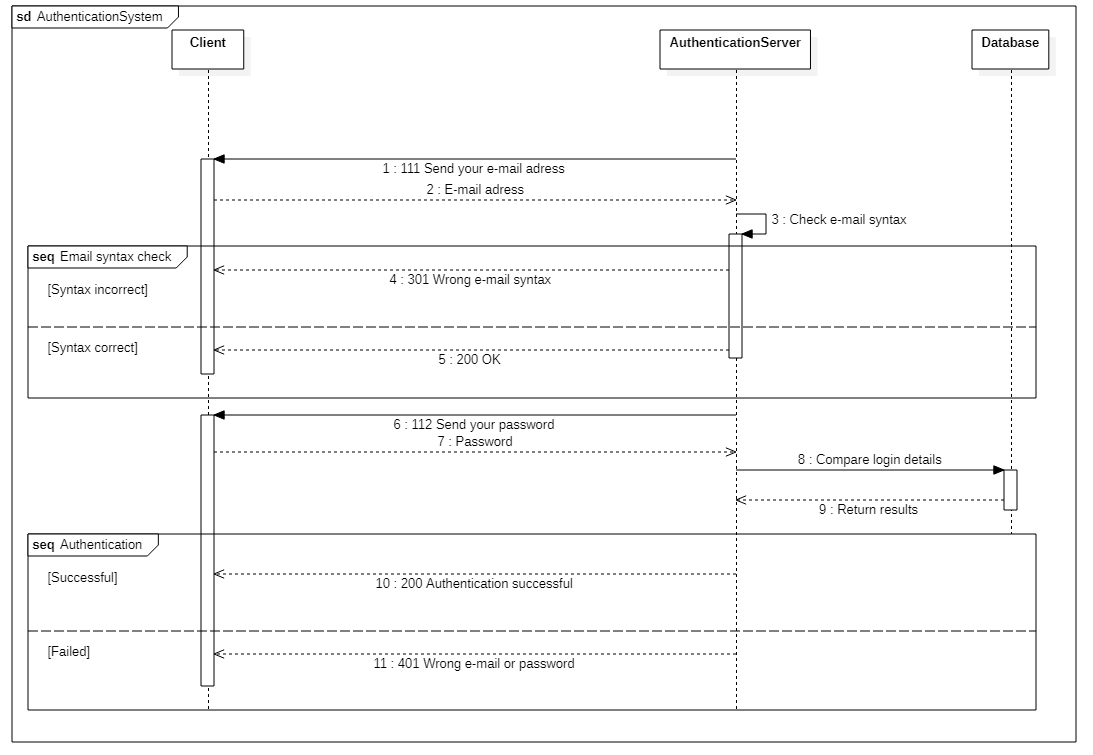 sd AuthenticationSystem
Client
AuthenticationServer
Database
1 : 111 Send your e-mail adress
2 : E-mail adress
3 : Check e-mail syntax
seq Email syntax check
4 : 301 Wrong e-mail syntax
[Syntax incorrect]
[Syntax correct]
5 : 200 OK
6 : 112 Send your password
7 : Password
8 : Compare login details
9 : Return results
seq Authentication
[Successful]
10 : 200 Authentication successful
[Failed]
11 : 401 Wrong e-mail or password